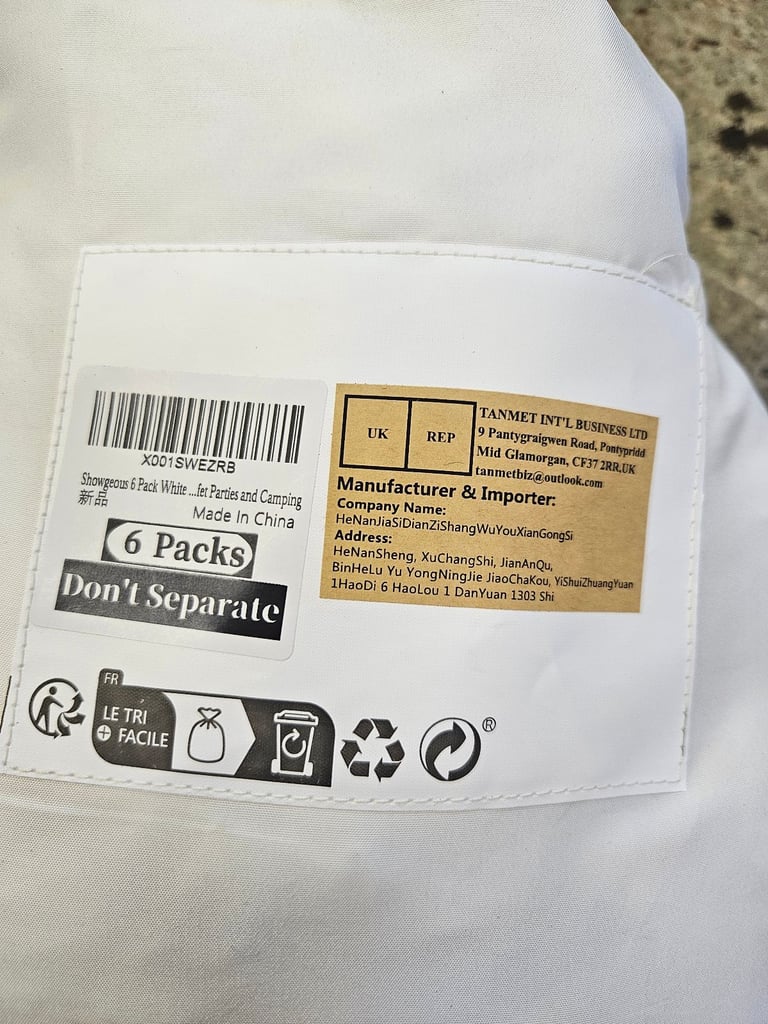 X001SWEZRB
Showgeous 6 Pack White ...fet Parties and Camping
新品
Made In China
6 Packs
Don't Separate
UK
REP
TANMET INT'L BUSINESS LTD
9 Pantygraigwen Road, Pontypridd
Mid Glamorgan, CF37 2RR,UK
tanmetbiz@outlook.com
Manufacturer & Importer:
Company Name:
HeNanJiaSiDianZiShangWuYouXianGongSi
Address:
HeNanSheng, XuChangShi, JianAnQu,
BinHeLu Yu YongNingJie JiaoChaKou, YiShuiZhuangYuan
1HaoDi 6 HaoLou 1 DanYuan 1303 Shi
FR
LE TRI
+ FACILE
®